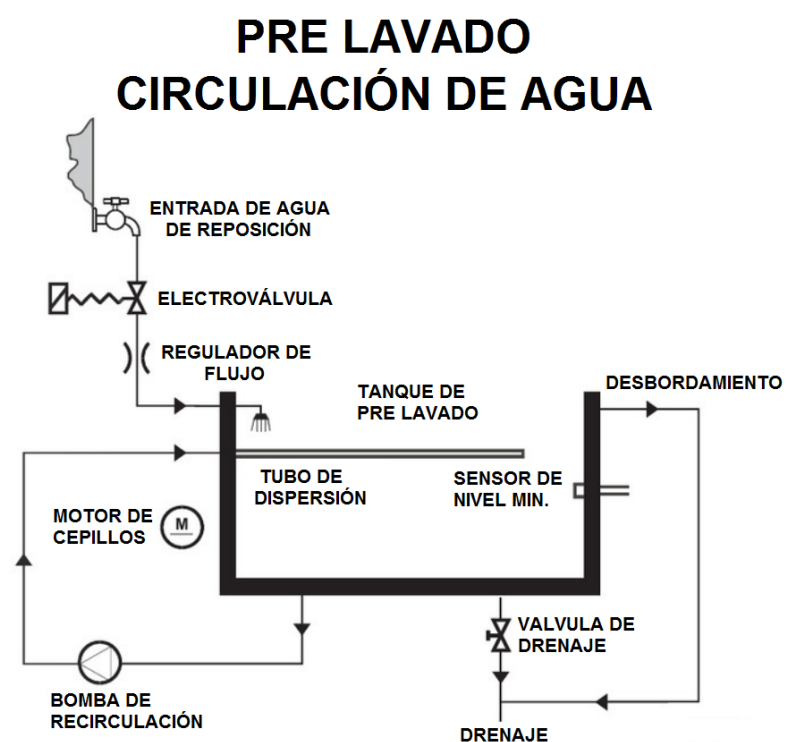 PRE LAVADO
CIRCULACIÓN DE AGUA
ENTRADA DE AGUA
DE REPOSICIÓN
ELECTROVÁLVULA
REGULADOR DE
FLUJO
TANQUE DE
PRE LAVADO
DESBORDAMIENTO
TUBO DE
DISPERSIÓN
SENSOR DE
NIVEL MIN.
MOTOR DE
CEPILLOS
M
VALVULA DE
DRENAJE
BOMBA DE
RECIRCULACIÓN
DRENAJE